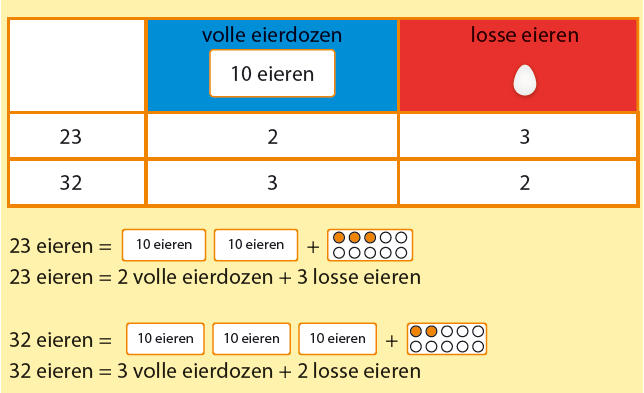 volle eierdozen losse eieren
10 eieren
23 2 3
32 3 2
23 eieren = 10 eieren 10 eieren +
23 eieren = 2 volle eierdozen + 3 losse eieren
32 eieren = 10 eieren 10 eieren 10 eieren +
32 eieren = 3 volle eierdozen + 2 losse eieren